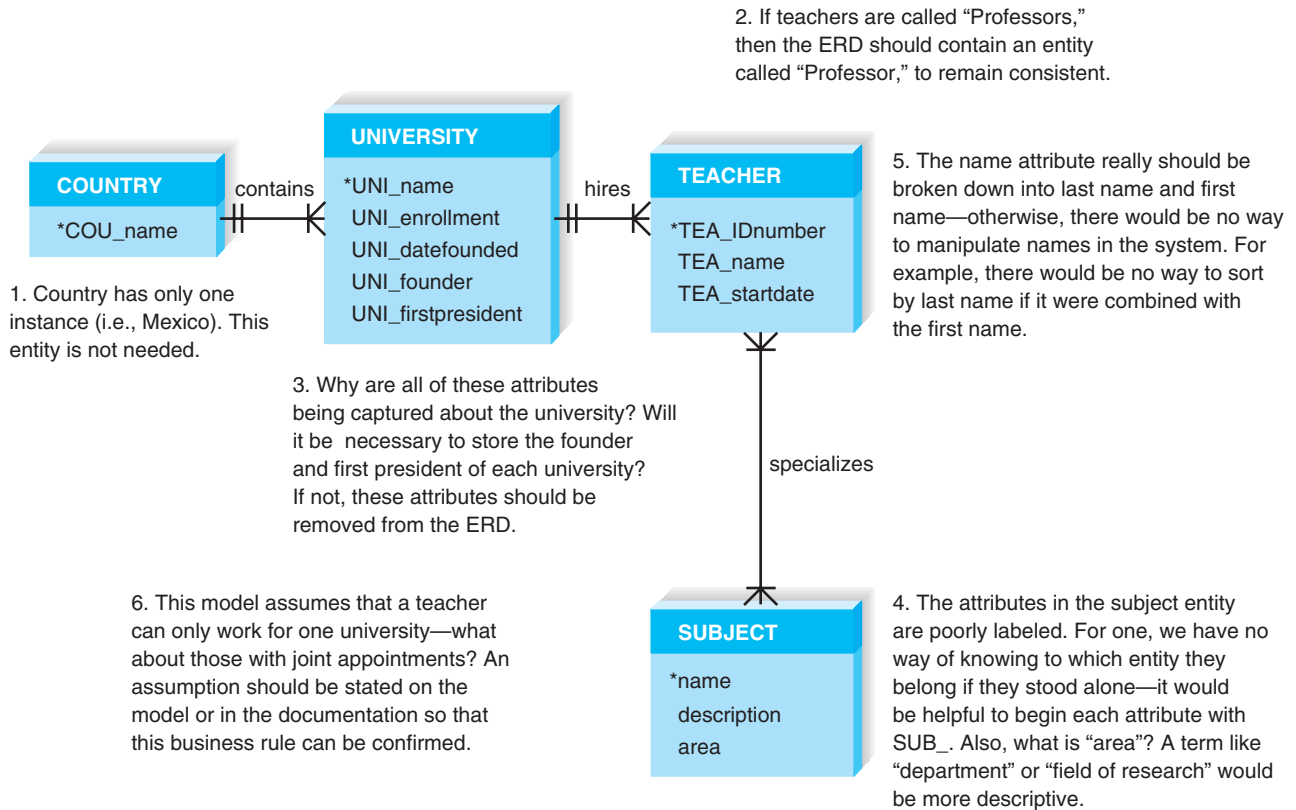 2. If teachers are called “Professors,”
then the ERD should contain an entity
called “Professor,” to remain consistent.
COUNTRY
*COU_name
contains
UNIVERSITY
*UNI_name
UNI_enrollment
UNI_datefounded
UNI_founder
UNI_firstpresident
hires
TEACHER
*TEA_IDnumber
TEA_name
TEA_startdate
5. The name attribute really should be
broken down into last name and first
name—otherwise, there would be no way
to manipulate names in the system. For
example, there would be no way to sort
by last name if it were combined with
the first name.
1. Country has only one
instance (i.e., Mexico). This
entity is not needed.
3. Why are all of these attributes
being captured about the university? Will
it be necessary to store the founder
and first president of each university?
If not, these attributes should be
removed from the ERD.
specializes
6. This model assumes that a teacher
can only work for one university—what
about those with joint appointments? An
assumption should be stated on the
model or in the documentation so that
this business rule can be confirmed.
SUBJECT
*name
description
area
4. The attributes in the subject entity
are poorly labeled. For one, we have no
way of knowing to which entity they
belong if they stood alone—it would
be helpful to begin each attribute with
SUB_. Also, what is “area”? A term like
“department” or “field of research” would
be more descriptive.